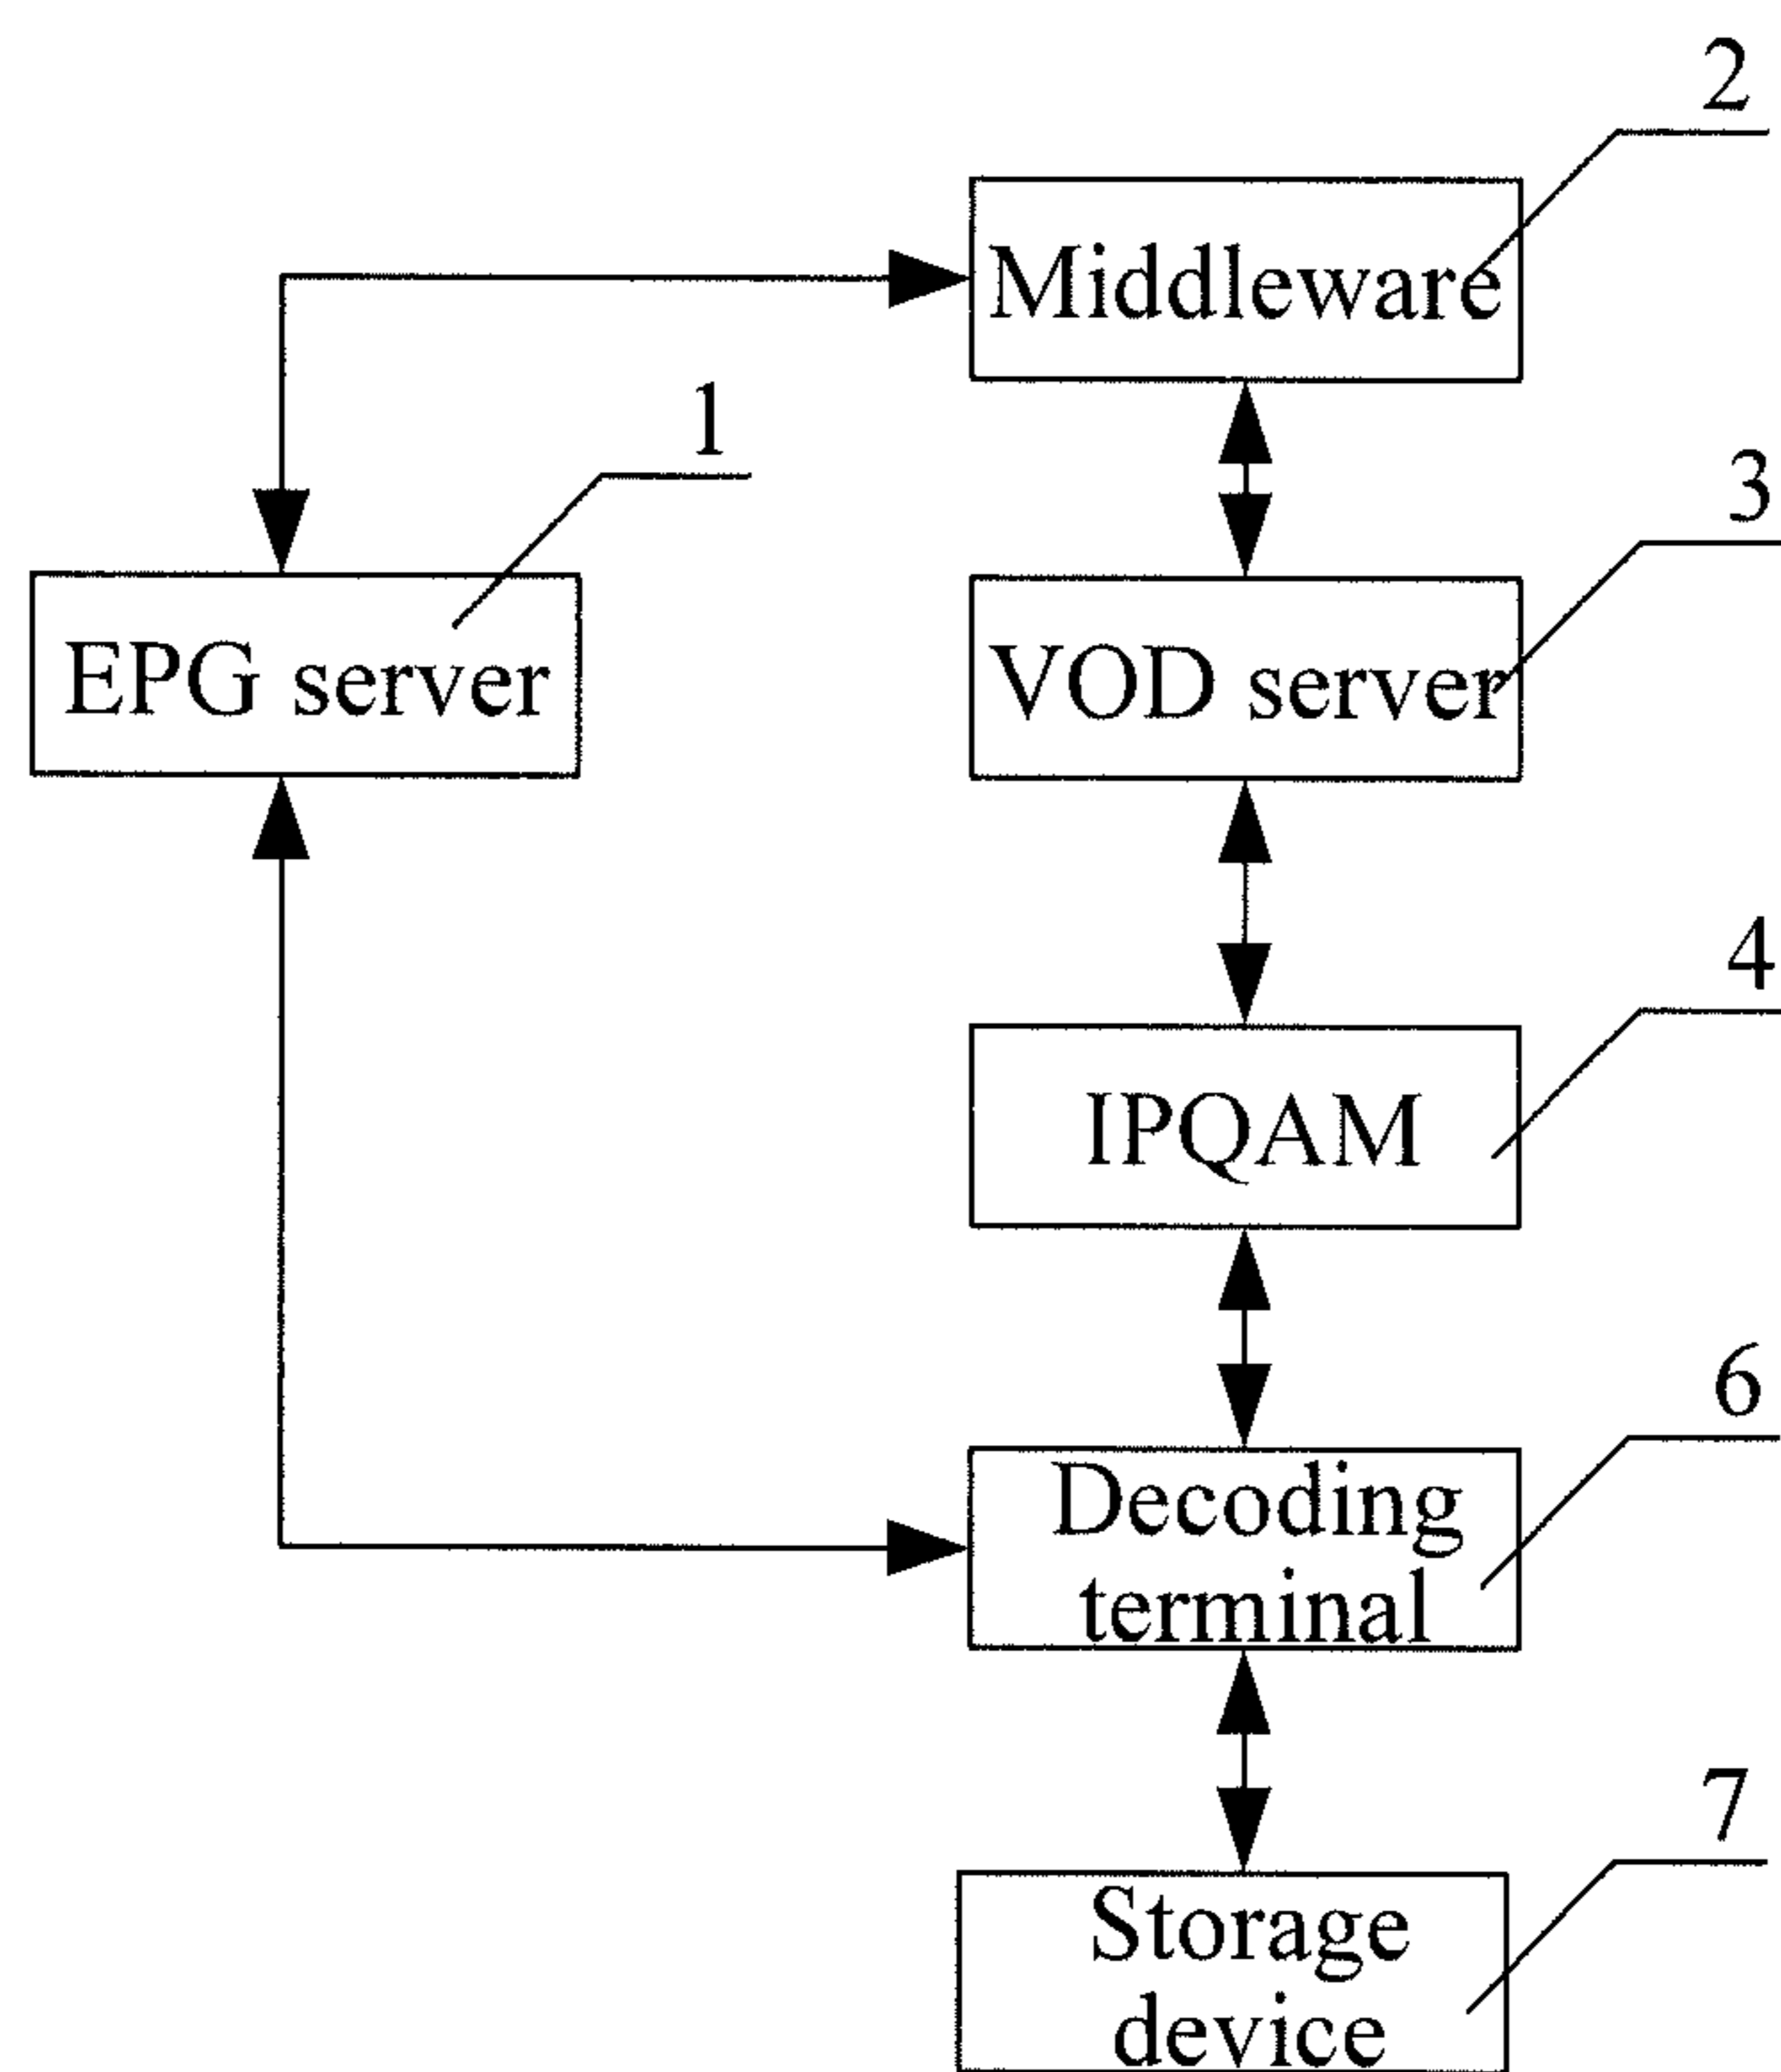 2
Middleware
1
EPG server
3
VOD server
4
IPQAM
6
Decoding
terminal
7
Storage
device